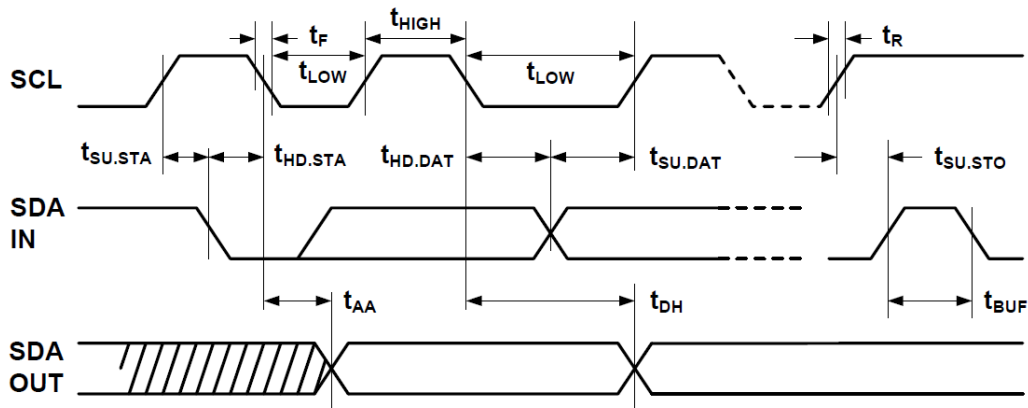 tF
tHIGH
tR
SCL
tLOW
tLOW
tSU.STA
tHD.STA
tHD.DAT
tSU.DAT
tSU.STO
SDA
IN
tAA
tDH
tBUF
SDA
OUT